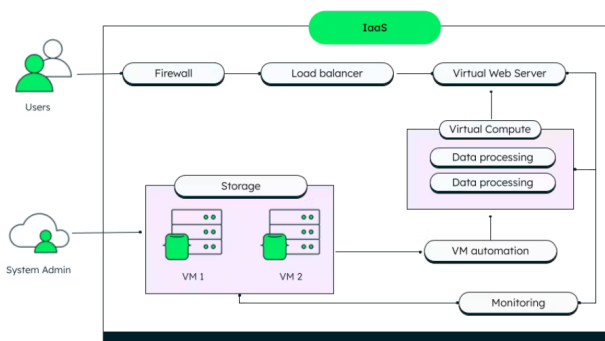 IaaS
Firewall
Load balancer
Virtual Web Server
Users
Virtual Compute
Data processing
Data processing
Storage
VM 1
VM 2
VM automation
System Admin
Monitoring